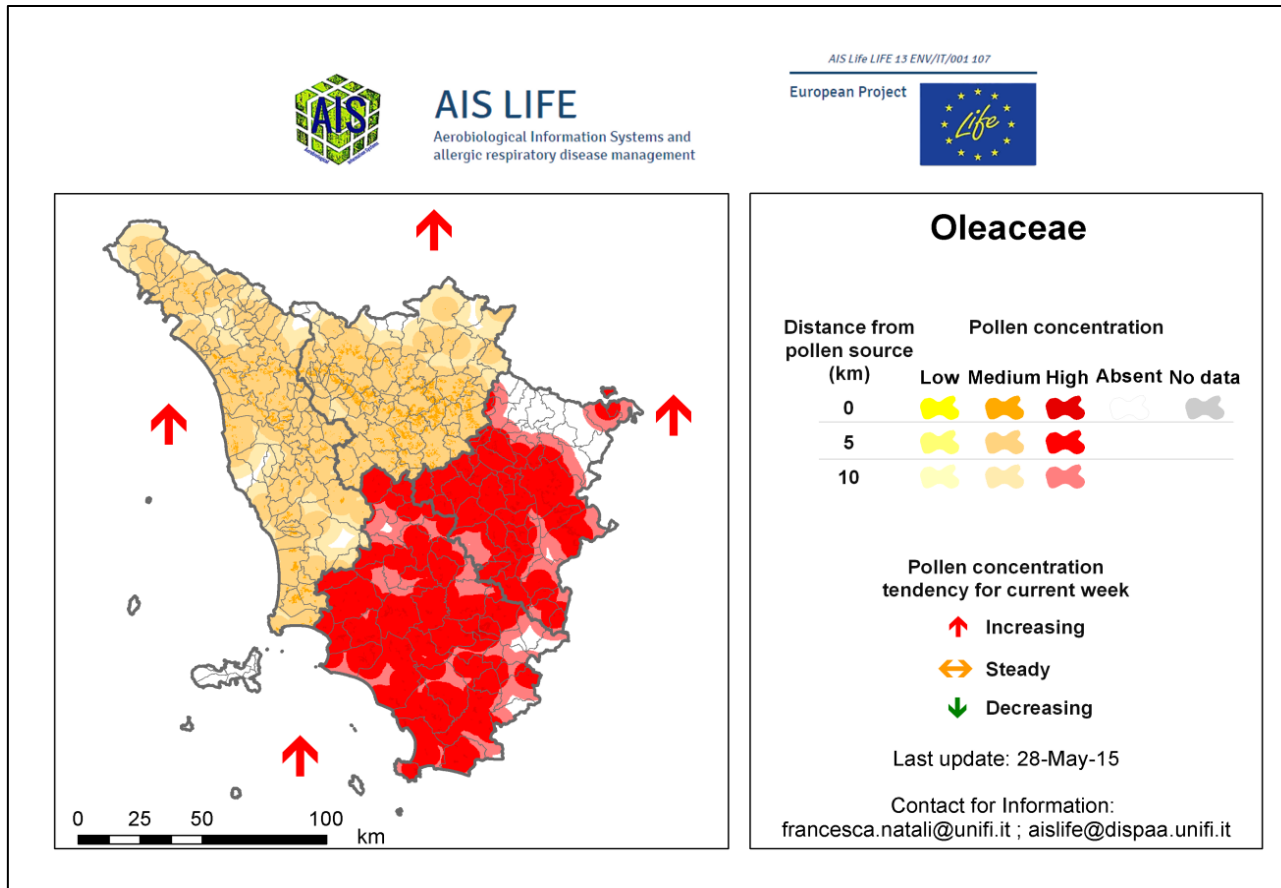 AIS Life LIFE 13 ENV/IT/001 107
European Project
Life
AIS
AIS LIFE
Aerobiological Information Systems and
allergic respiratory disease management
Oleaceae
Distance from
pollen source
(km)
Pollen concentration
Low Medium High Absent No data
0
5
10
Pollen concentration
tendency for current week
Increasing
Steady
Decreasing
Last update: 28-May-15
Contact for Information:
francesca.natali@unifi.it ; aislife@dispaa.unifi.it
0 25 50 100
km